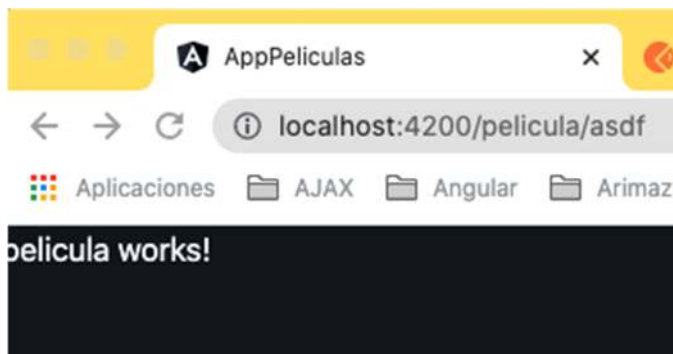 AppPeliculas
localhost:4200/pelicula/asdf
Aplicaciones AJAX Angular Arimaz
pelicula works!